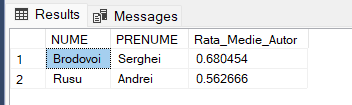 Results Messages
NUME PRENUME Rata_Medie_Autor
1 Brodovoi Serghei 0.680454
2 Rusu Andrei 0.562666